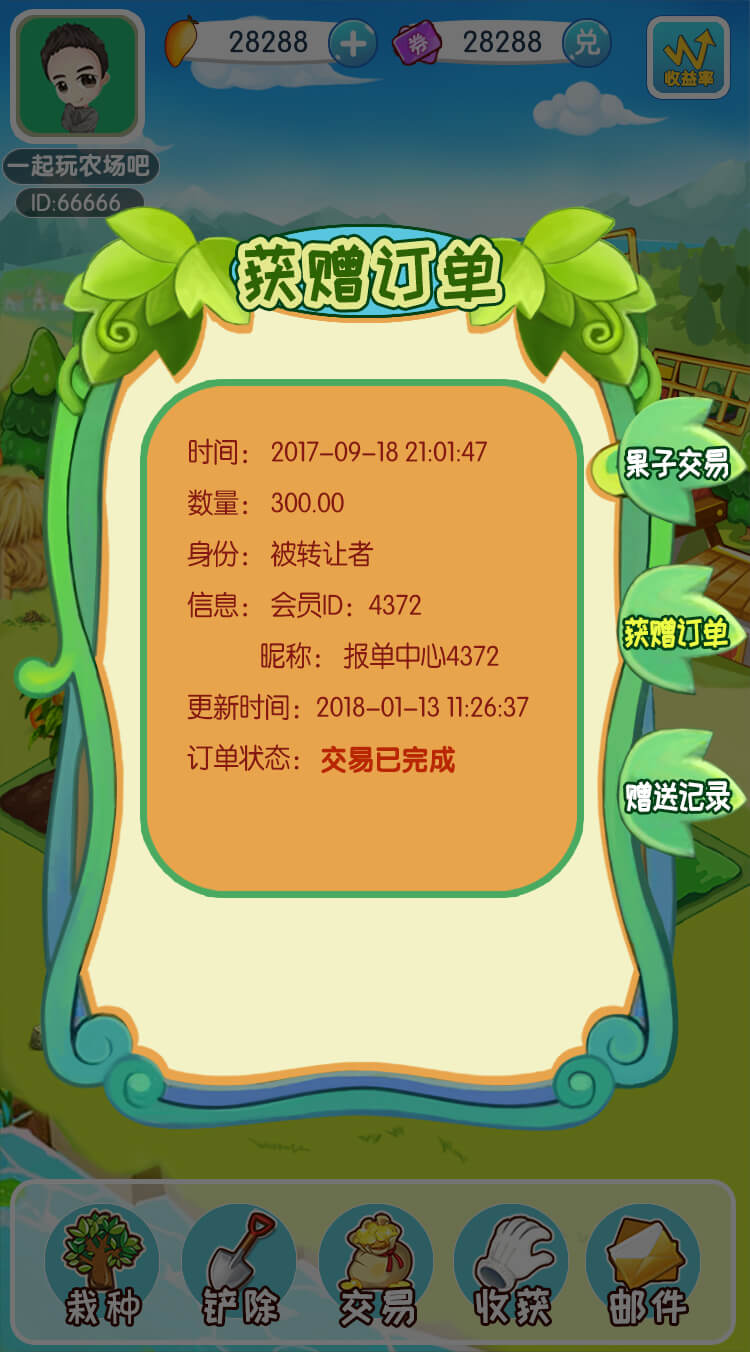 28288
券
28288
兑
收益率
一起玩农场吧
ID:66666
获赠订单
时间： 2017-09-18 21:01:47
数量： 300.00
身份： 被转让者
信息： 会员ID：4372
昵称： 报单中心4372
更新时间：2018-01-13 11:26:37
订单状态： 交易已完成
果子交易
获赠订单
赠送记录
栽种
铲除
交易
收获
邮件